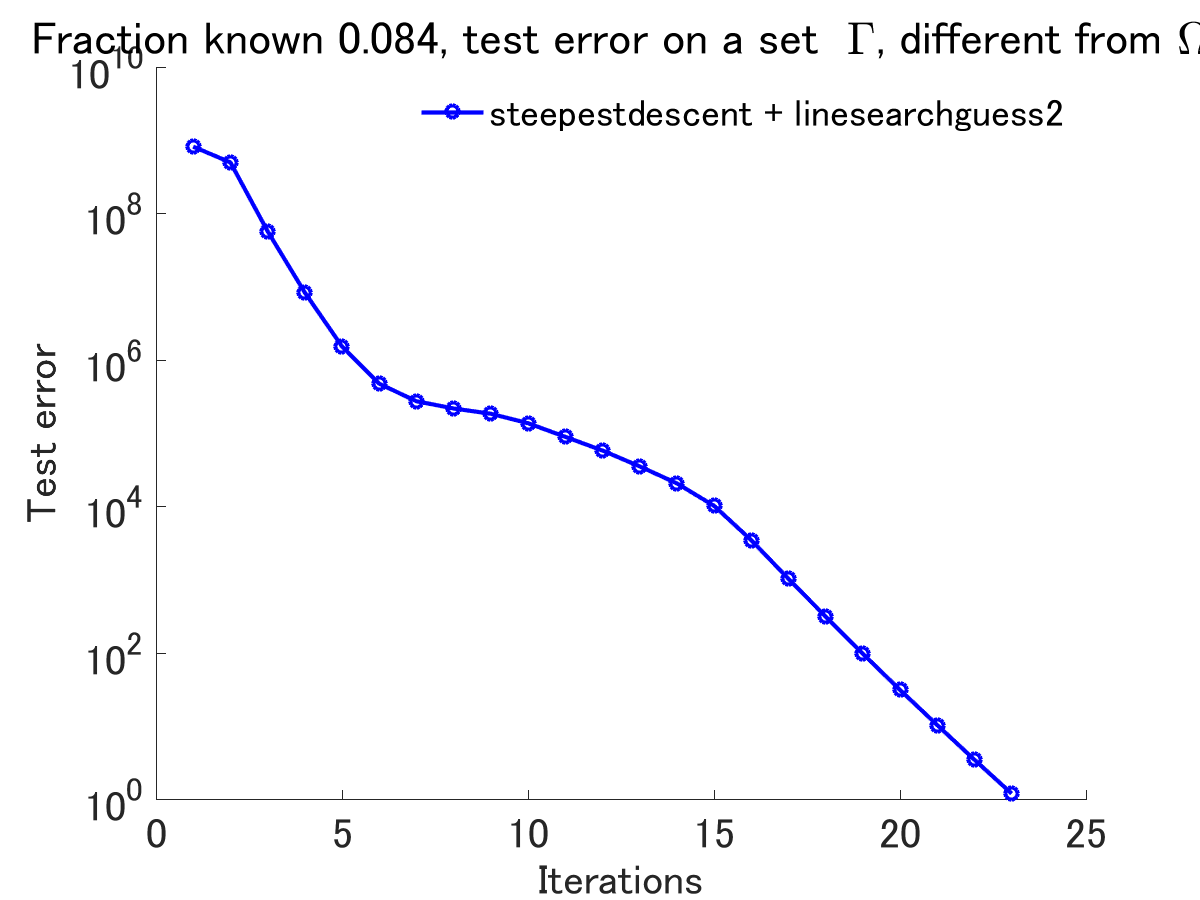 Fraction known 0.084, test error on a set Γ, different from Ω
steepestdescent + linesearchguess2
Test error
10^10
10^8
10^6
10^4
10^2
10^0
0 5 10 15 20 25
Iterations